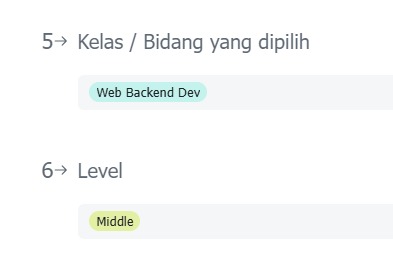 5→ Kelas / Bidang yang dipilih
Web Backend Dev
6→ Level
Middle